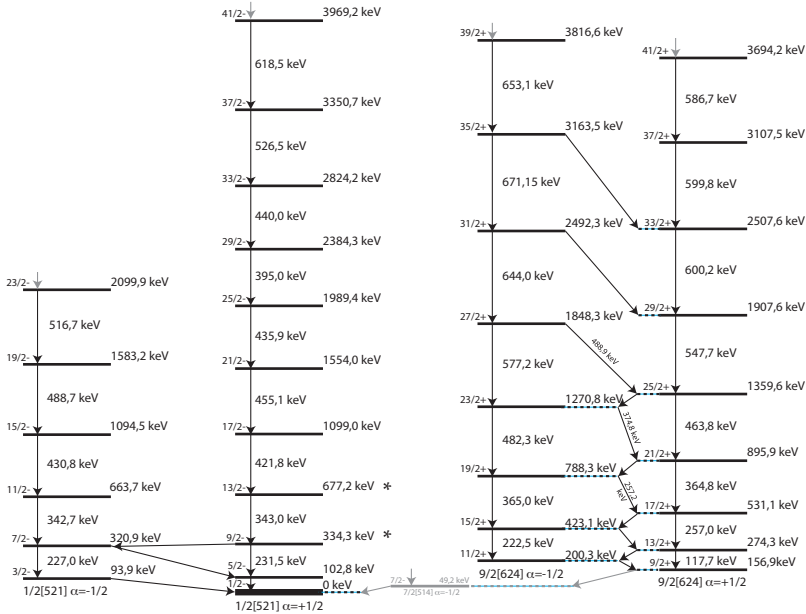 41/2- 3969,2 keV
618,5 keV
37/2- 3350,7 keV
526,5 keV
33/2- 2824,2 keV
440,0 keV
29/2- 2384,3 keV
395,0 keV
25/2- 1989,4 keV
435,9 keV
21/2- 1554,0 keV
455,1 keV
17/2- 1099,0 keV
421,8 keV
13/2- 677,2 keV *
343,0 keV
9/2- 334,3 keV *
231,5 keV
5/2- 102,8 keV
1/2- 0 keV
1/2[521] α=+1/2
23/2- 2099,9 keV
516,7 keV
19/2- 1583,2 keV
488,7 keV
15/2- 1094,5 keV
430,8 keV
11/2- 663,7 keV
342,7 keV
7/2- 320,9 keV
227,0 keV
3/2- 93,9 keV
1/2[521] α=-1/2
39/2+ 3816,6 keV
653,1 keV
35/2+ 3163,5 keV
671,15 keV
31/2+ 2492,3 keV
644,0 keV
27/2+ 1848,3 keV
577,2 keV
488,9 keV
23/2+ 1270,8 keV
482,3 keV
374,8 keV
19/2+ 788,3 keV
365,0 keV
257,2
keV
15/2+ 423,1 keV
222,5 keV
11/2+ 200,3 keV
9/2[624] α=-1/2
41/2+ 3694,2 keV
586,7 keV
37/2+ 3107,5 keV
599,8 keV
33/2+ 2507,6 keV
600,2 keV
29/2+ 1907,6 keV
547,7 keV
25/2+ 1359,6 keV
463,8 keV
21/2+ 895,9 keV
364,8 keV
17/2+ 531,1 keV
257,0 keV
13/2+ 274,3 keV
117,7 keV
9/2+ 156,9keV
9/2[624] α=+1/2
7/2- 49,2 keV
7/2[514] α=-1/2